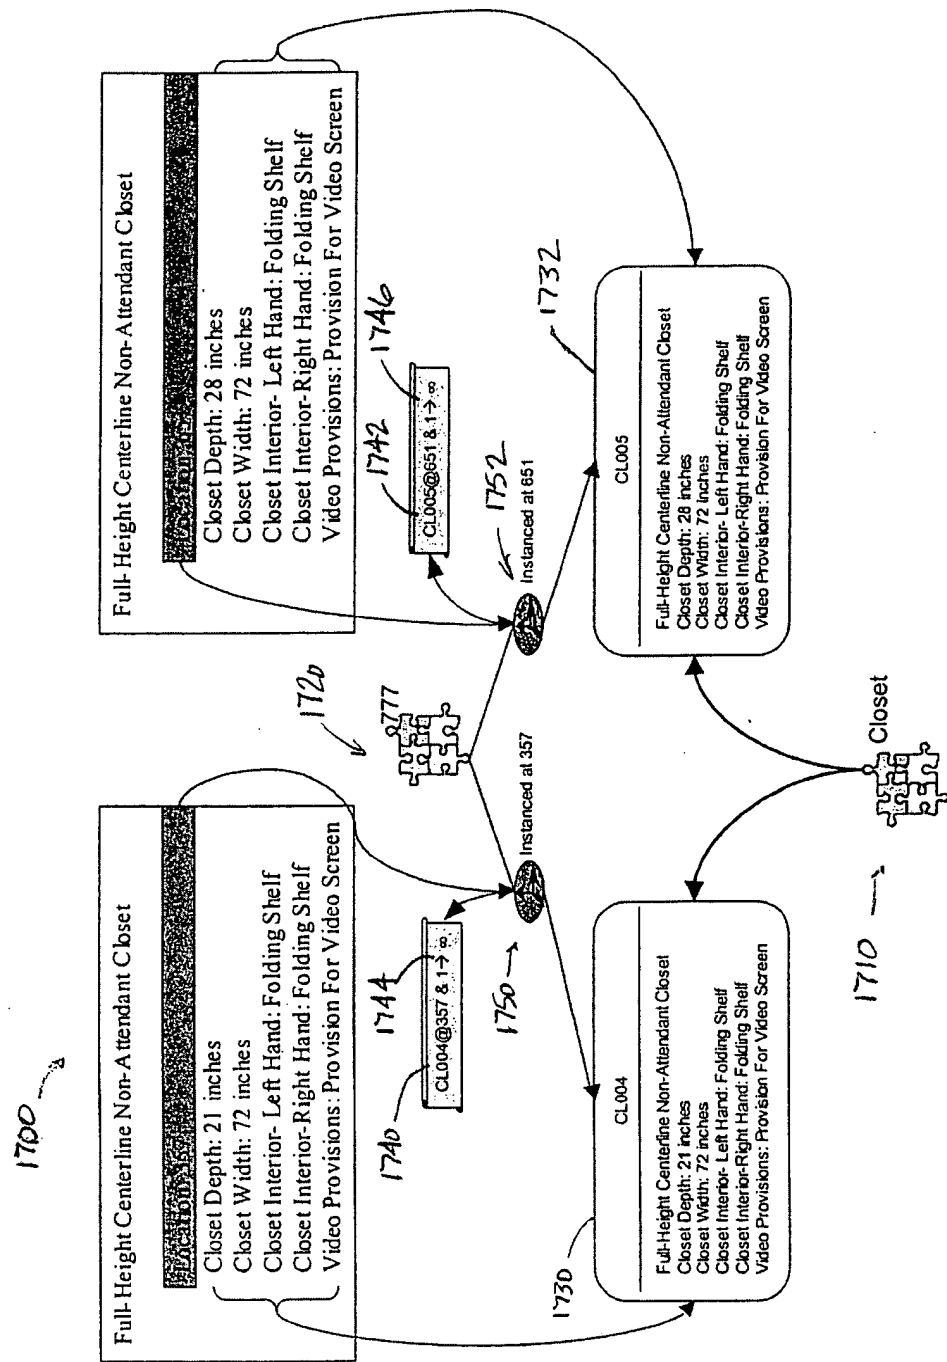 1700
Full-Height Centerline Non-Attendant Closet
Closet Depth: 21 inches
Closet Width: 72 inches
Closet Interior- Left Hand: Folding Shelf
Closet Interior-Right Hand: Folding Shelf
Video Provisions: Provision For Video Screen
Full-Height Centerline Non-Attendant Closet
Closet Depth: 28 inches
Closet Width: 72 inches
Closet Interior- Left Hand: Folding Shelf
Closet Interior-Right Hand: Folding Shelf
Video Provisions: Provision For Video Screen
1720
777
1740
1744
CL004@357 & 1→ ∞
1742
1746
CL005@651 & 1→ ∞
1750
Instanced at 357
1752
Instanced at 651
1730
CL004
Full-Height Centerline Non-Attendant Closet
Closet Depth: 21 inches
Closet Width: 72 inches
Closet Interior- Left Hand: Folding Shelf
Closet Interior-Right Hand: Folding Shelf
Video Provisions: Provision For Video Screen
1732
CL005
Full-Height Centerline Non-Attendant Closet
Closet Depth: 28 inches
Closet Width: 72 inches
Closet Interior- Left Hand: Folding Shelf
Closet Interior-Right Hand: Folding Shelf
Video Provisions: Provision For Video Screen
1710
Closet